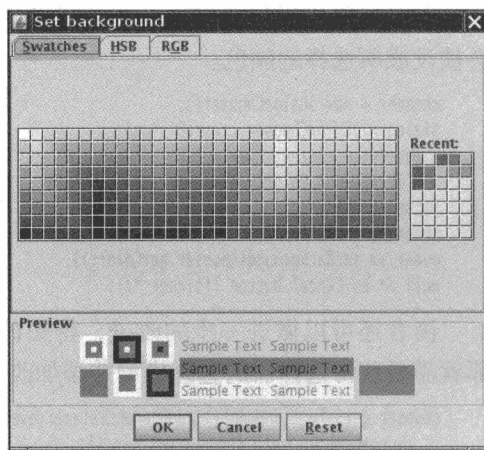 Set background
Swatches HSB RGB
Recent:
Preview
Sample Text Sample Text
Sample Text Sample Text
Sample Text Sample Text
OK Cancel Reset